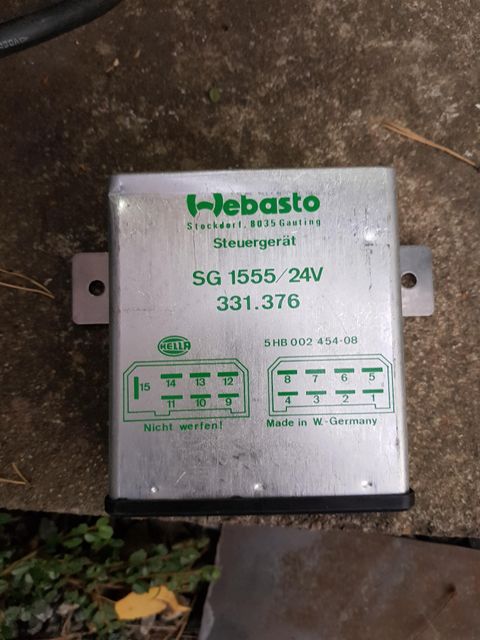 Webasto
Stockdorf, 8035 Gauting
Steuergerät
SG 1555/24V
331.376
HELLA
5HB 002 454-08
15 14 13 12
11 10 9
8 7 6 5
4 3 2 1
Nicht werfen!
Made in W.-Germany